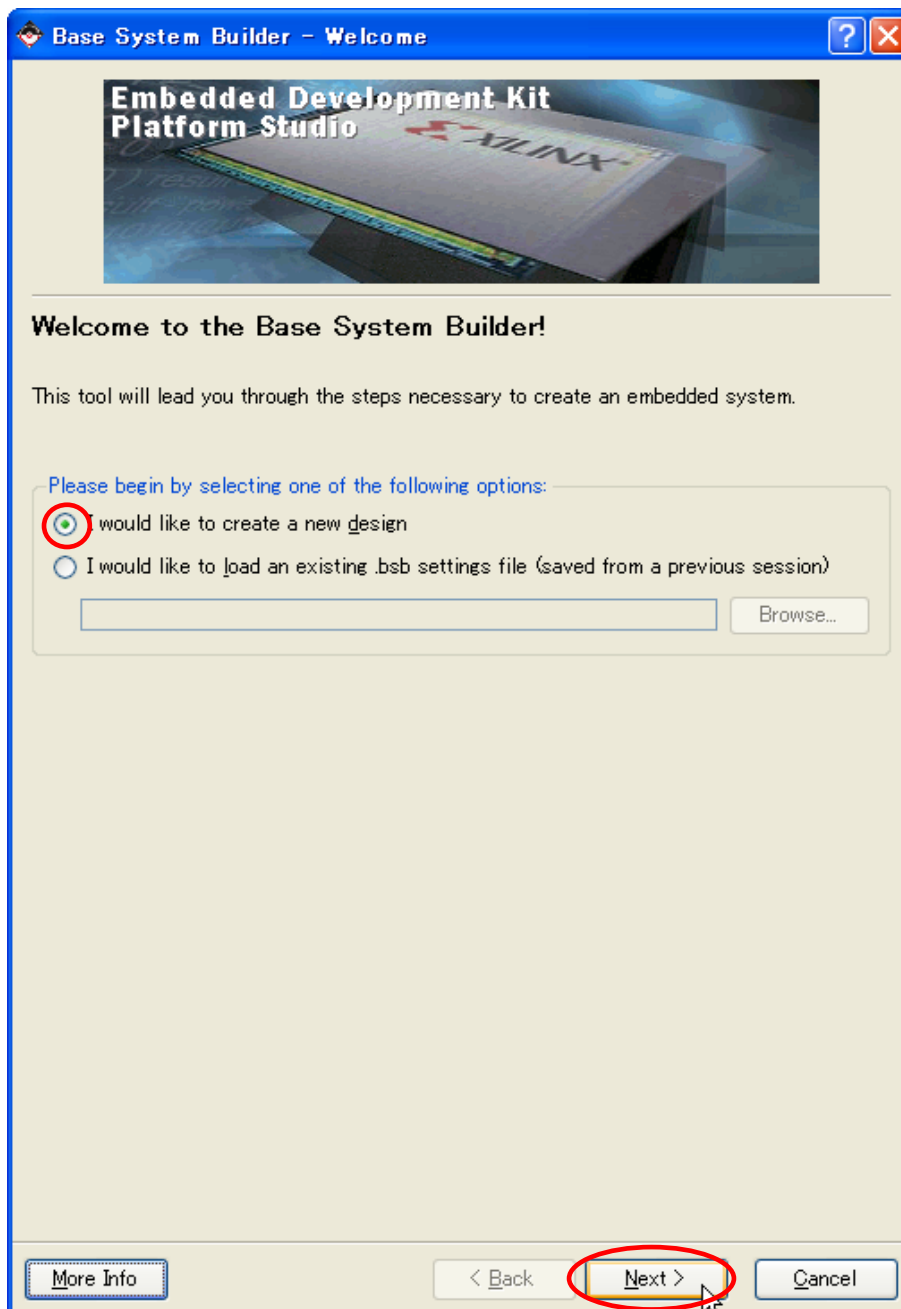 Base System Builder - Welcome
Embedded Development Kit
Platform Studio
XILINX
Welcome to the Base System Builder!
This tool will lead you through the steps necessary to create an embedded system.
Please begin by selecting one of the following options:
I would like to create a new design
I would like to load an existing .bsb settings file (saved from a previous session)
Browse...
More Info
< Back
Next >
Cancel